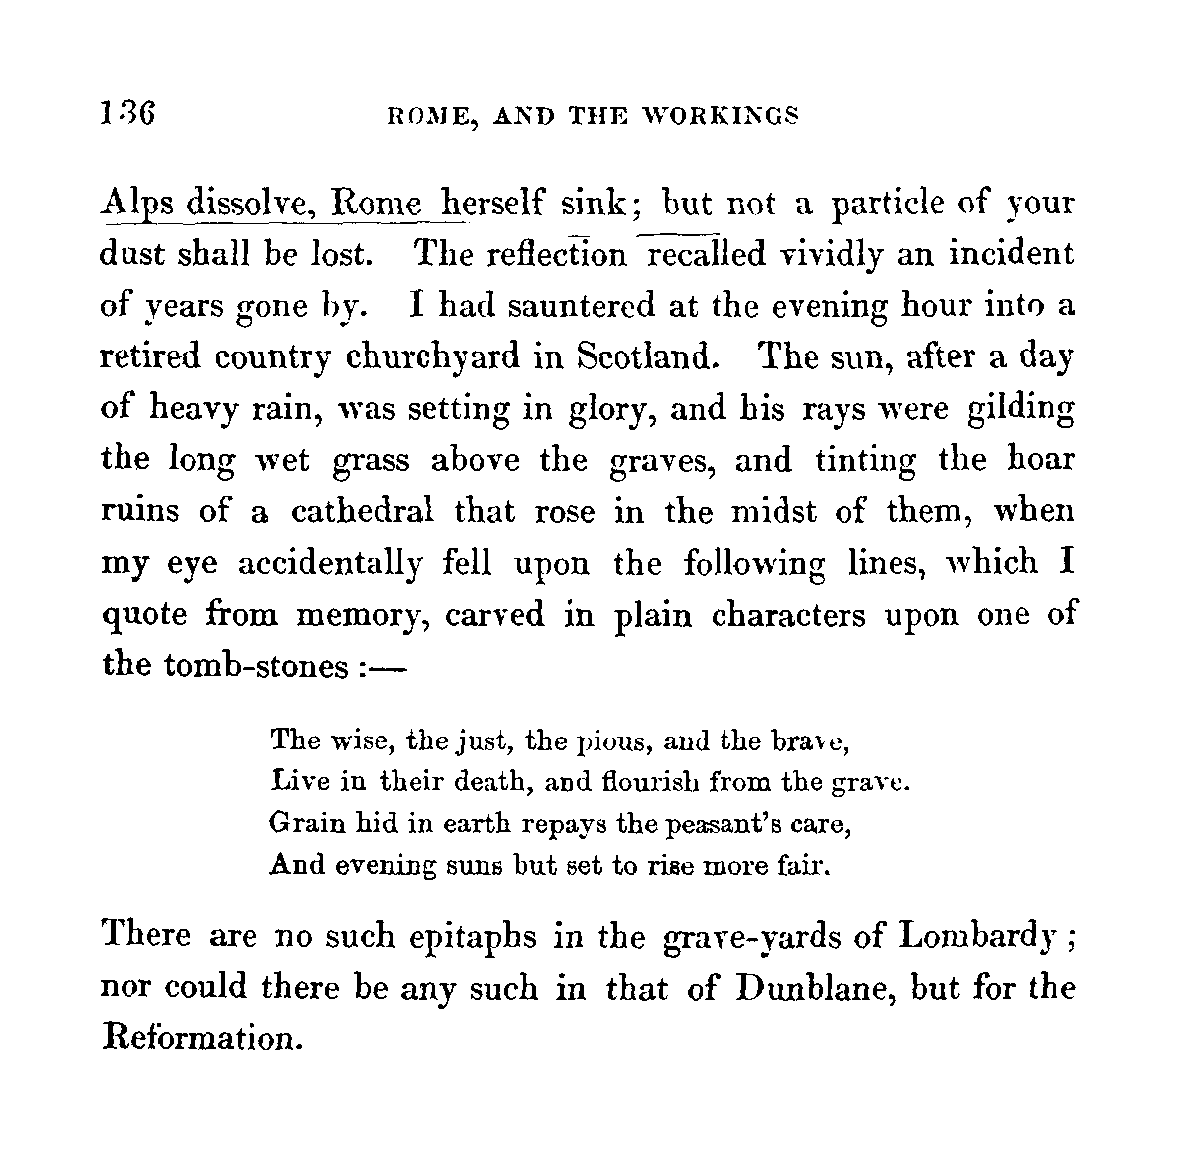 136 ROME, AND THE WORKINGS
Alps dissolve, Rome herself sink; but not a particle of your
dust shall be lost. The reflection recalled vividly an incident
of years gone by. I had sauntered at the evening hour into a
retired country churchyard in Scotland. The sun, after a day
of heavy rain, was setting in glory, and his rays were gilding
the long wet grass above the graves, and tinting the hoar
ruins of a cathedral that rose in the midst of them, when
my eye accidentally fell upon the following lines, which I
quote from memory, carved in plain characters upon one of
the tomb-stones :—
The wise, the just, the pious, and the brave,
Live in their death, and flourish from the grave.
Grain hid in earth repays the peasant's care,
And evening suns but set to rise more fair.
There are no such epitaphs in the grave-yards of Lombardy ;
nor could there be any such in that of Dunblane, but for the
Reformation.